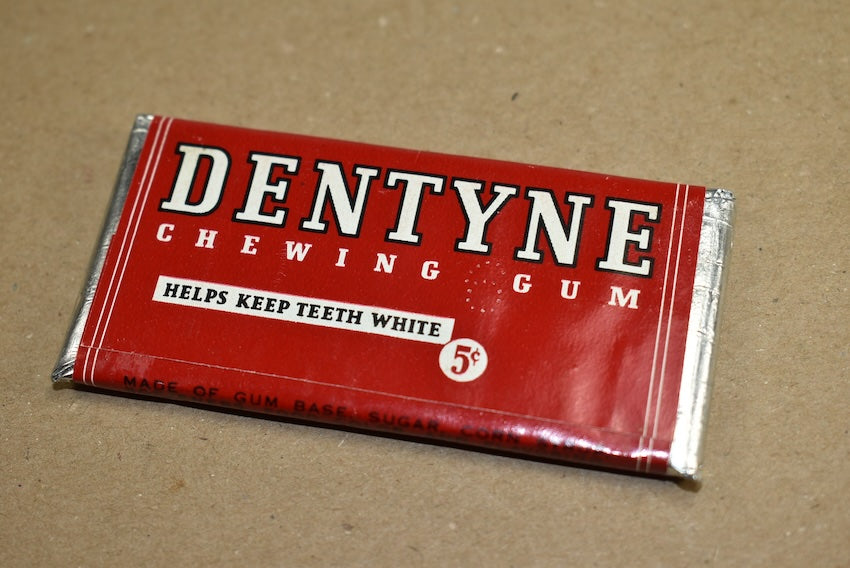 DENTYNE
CHEWING GUM
HELPS KEEP TEETH WHITE
5¢
MADE OF GUM BASE, SUGAR, CORN